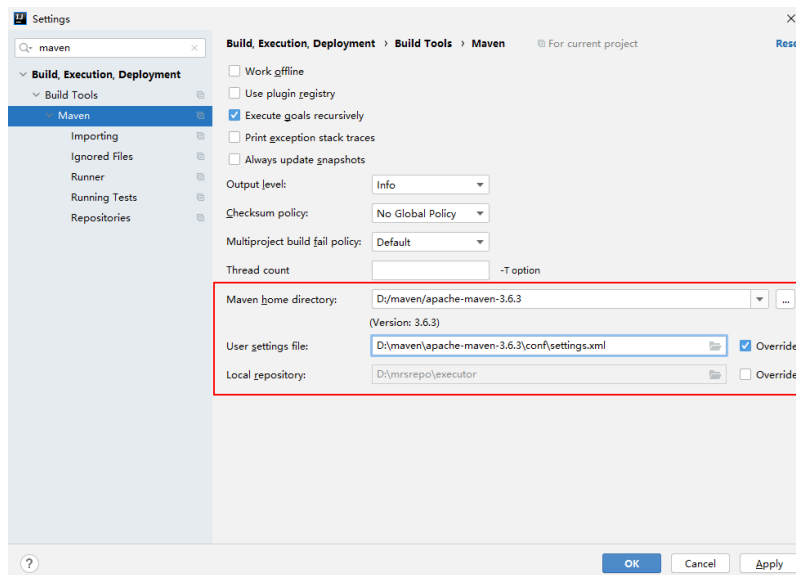 Settings
maven
Build, Execution, Deployment
Build Tools
Maven
Importing
Ignored Files
Runner
Running Tests
Repositories
Build, Execution, Deployment › Build Tools › Maven For current project Rese
Work offline
Use plugin registry
Execute goals recursively
Print exception stack traces
Always update snapshots
Output level: Info
Checksum policy: No Global Policy
Multiproject build fail policy: Default
Thread count -T option
Maven home directory: D:/maven/apache-maven-3.6.3 ...
(Version: 3.6.3)
User settings file: D:\maven\apache-maven-3.6.3\conf\settings.xml Override
Local repository: D:\mrsrepo\executor Override
? OK Cancel Apply